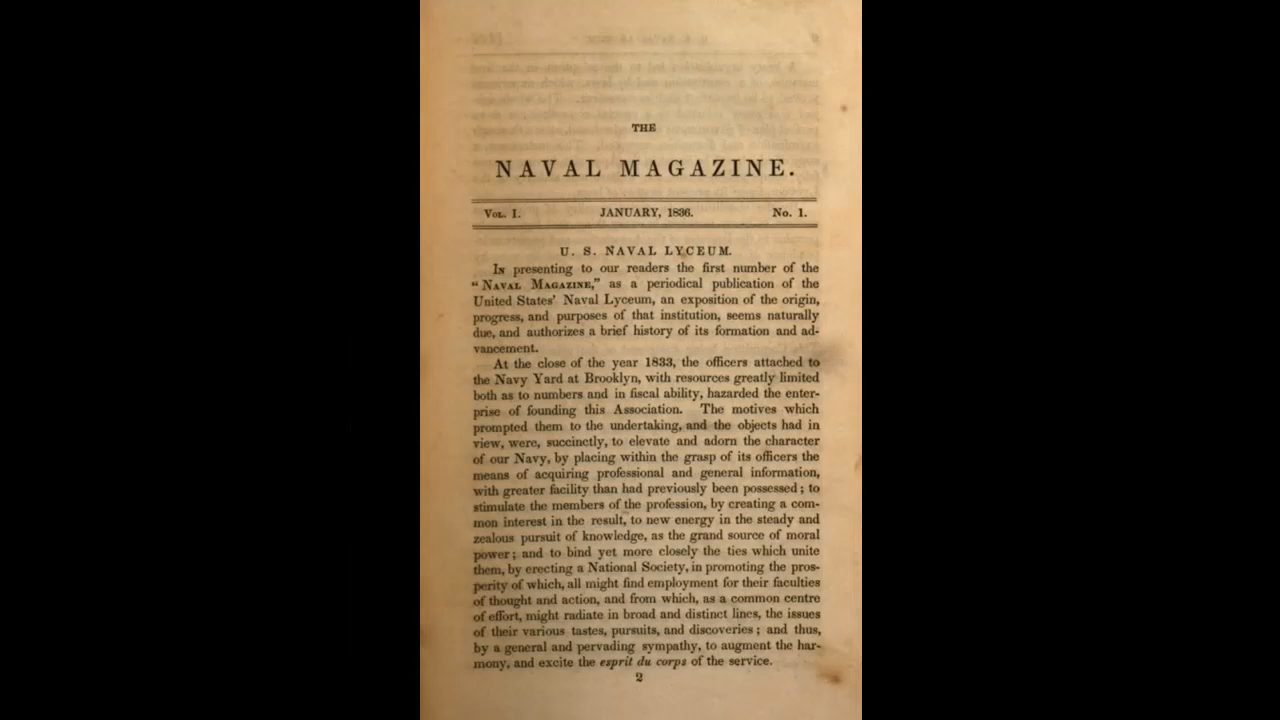 THE
NAVAL MAGAZINE.
VOL. I. JANUARY, 1836. No. 1.
U. S. NAVAL LYCEUM.
IN presenting to our readers the first number of the
“NAVAL MAGAZINE,” as a periodical publication of the
United States’ Naval Lyceum, an exposition of the origin,
progress, and purposes of that institution, seems naturally
due, and authorizes a brief history of its formation and ad-
vancement.
At the close of the year 1833, the officers attached to
the Navy Yard at Brooklyn, with resources greatly limited
both as to numbers and in fiscal ability, hazarded the enter-
prise of founding this Association. The motives which
prompted them to the undertaking, and the objects had in
view, were, succinctly, to elevate and adorn the character
of our Navy, by placing within the grasp of its officers the
means of acquiring professional and general information,
with greater facility than had previously been possessed; to
stimulate the members of the profession, by creating a com-
mon interest in the result, to new energy in the steady and
zealous pursuit of knowledge, as the grand source of moral
power; and to bind yet more closely the ties which unite
them, by erecting a National Society, in promoting the pros-
perity of which, all might find employment for their faculties
of thought and action, and from which, as a common centre
of effort, might radiate in broad and distinct lines, the issues
of their various tastes, pursuits, and discoveries; and thus,
by a general and pervading sympathy, to augment the har-
mony, and excite the esprit du corps of the service.
2